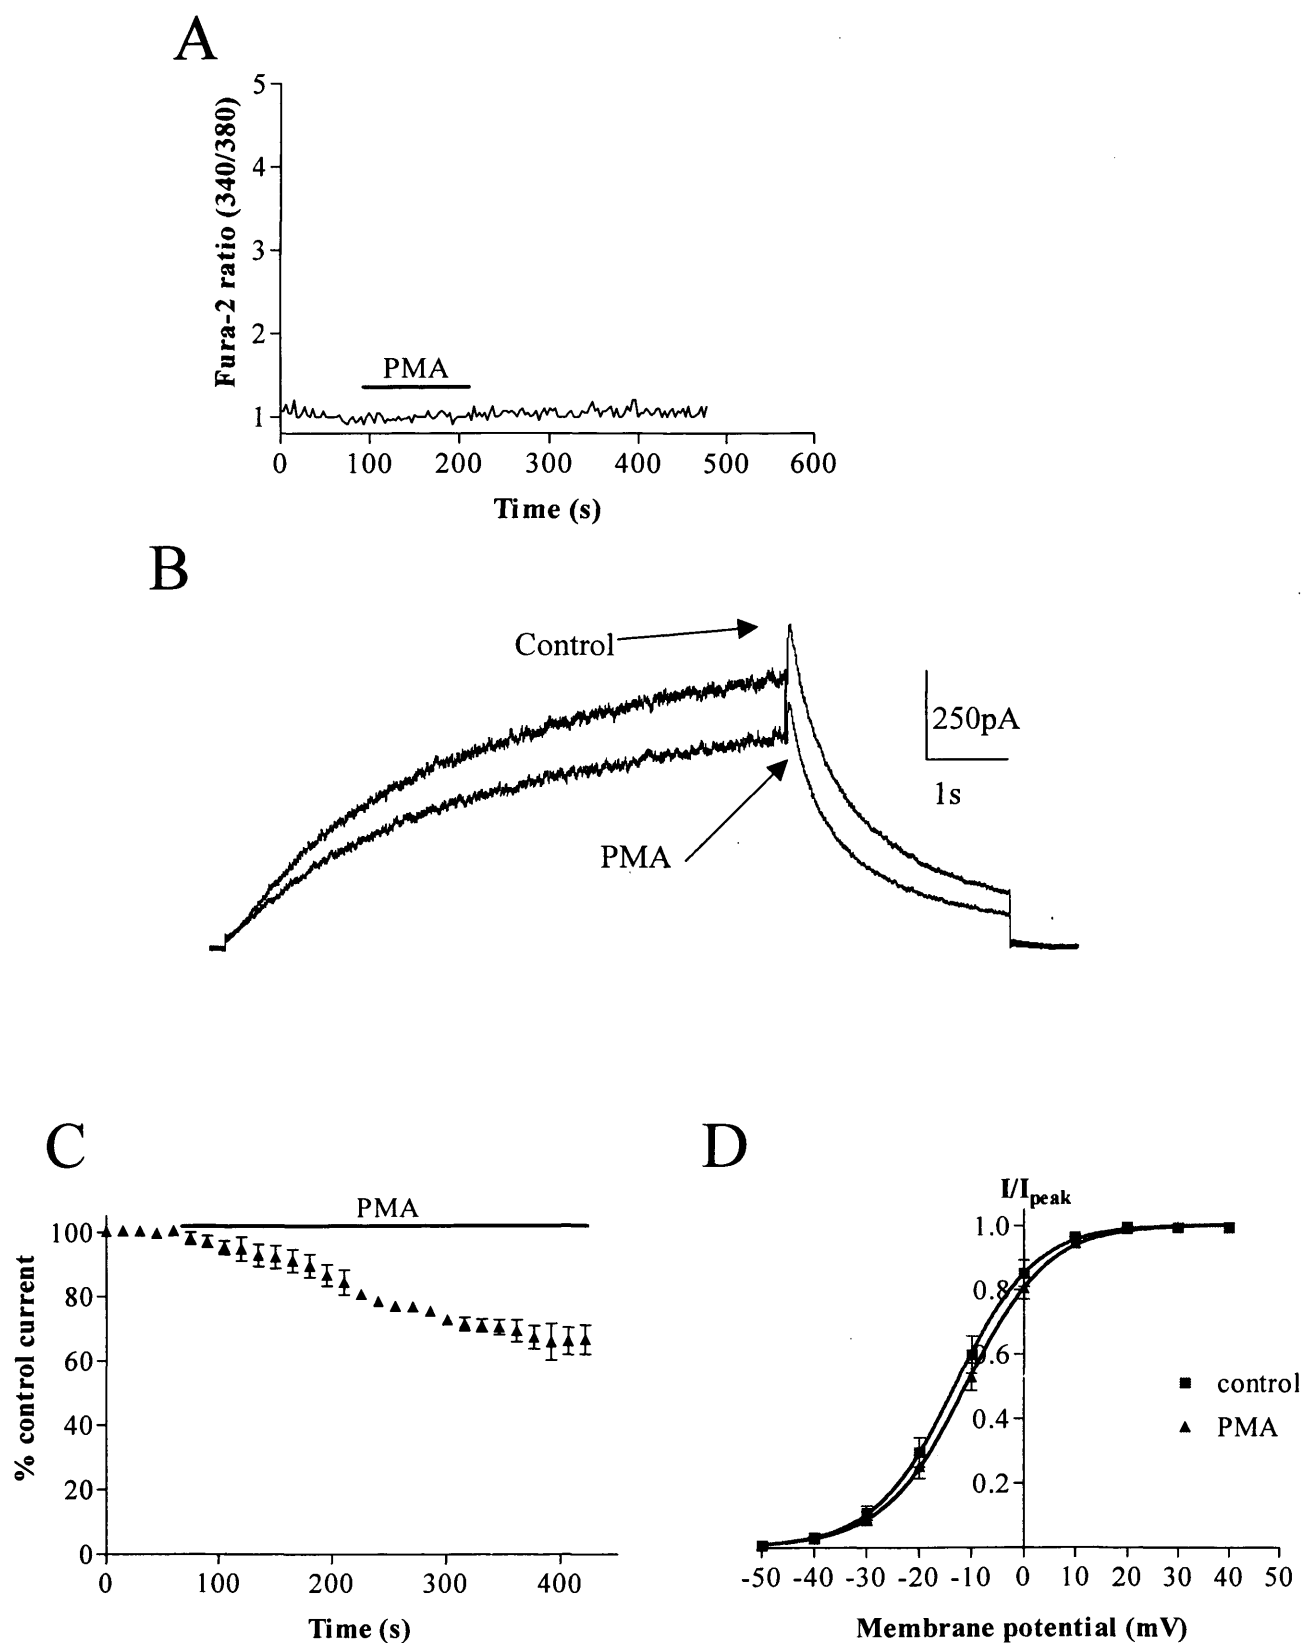 A
5
4
3
2
1
Fura-2 ratio (340/380)
PMA
0 100 200 300 400 500 600
Time (s)
B
Control
250pA
1s
PMA
C
PMA
100
80
60
40
20
0
% control current
0 100 200 300 400
Time (s)
D
I/Ipeak
1.0
0.8
0.6
0.4
0.2
control
PMA
-50 -40 -30 -20 -10 0 10 20 30 40 50
Membrane potential (mV)